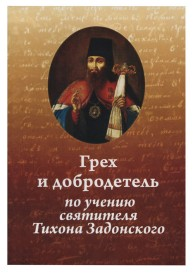 Грех
и добродетель
по учению
святителя
Тихона Задонского